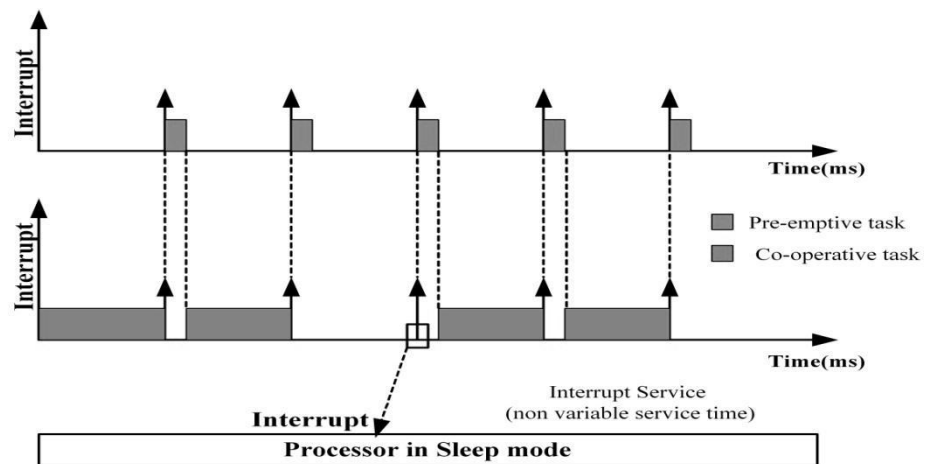 Interrupt
Time(ms)
Pre-emptive task
Co-operative task
Interrupt
Time(ms)
Interrupt Service
(non variable service time)
Interrupt
Processor in Sleep mode